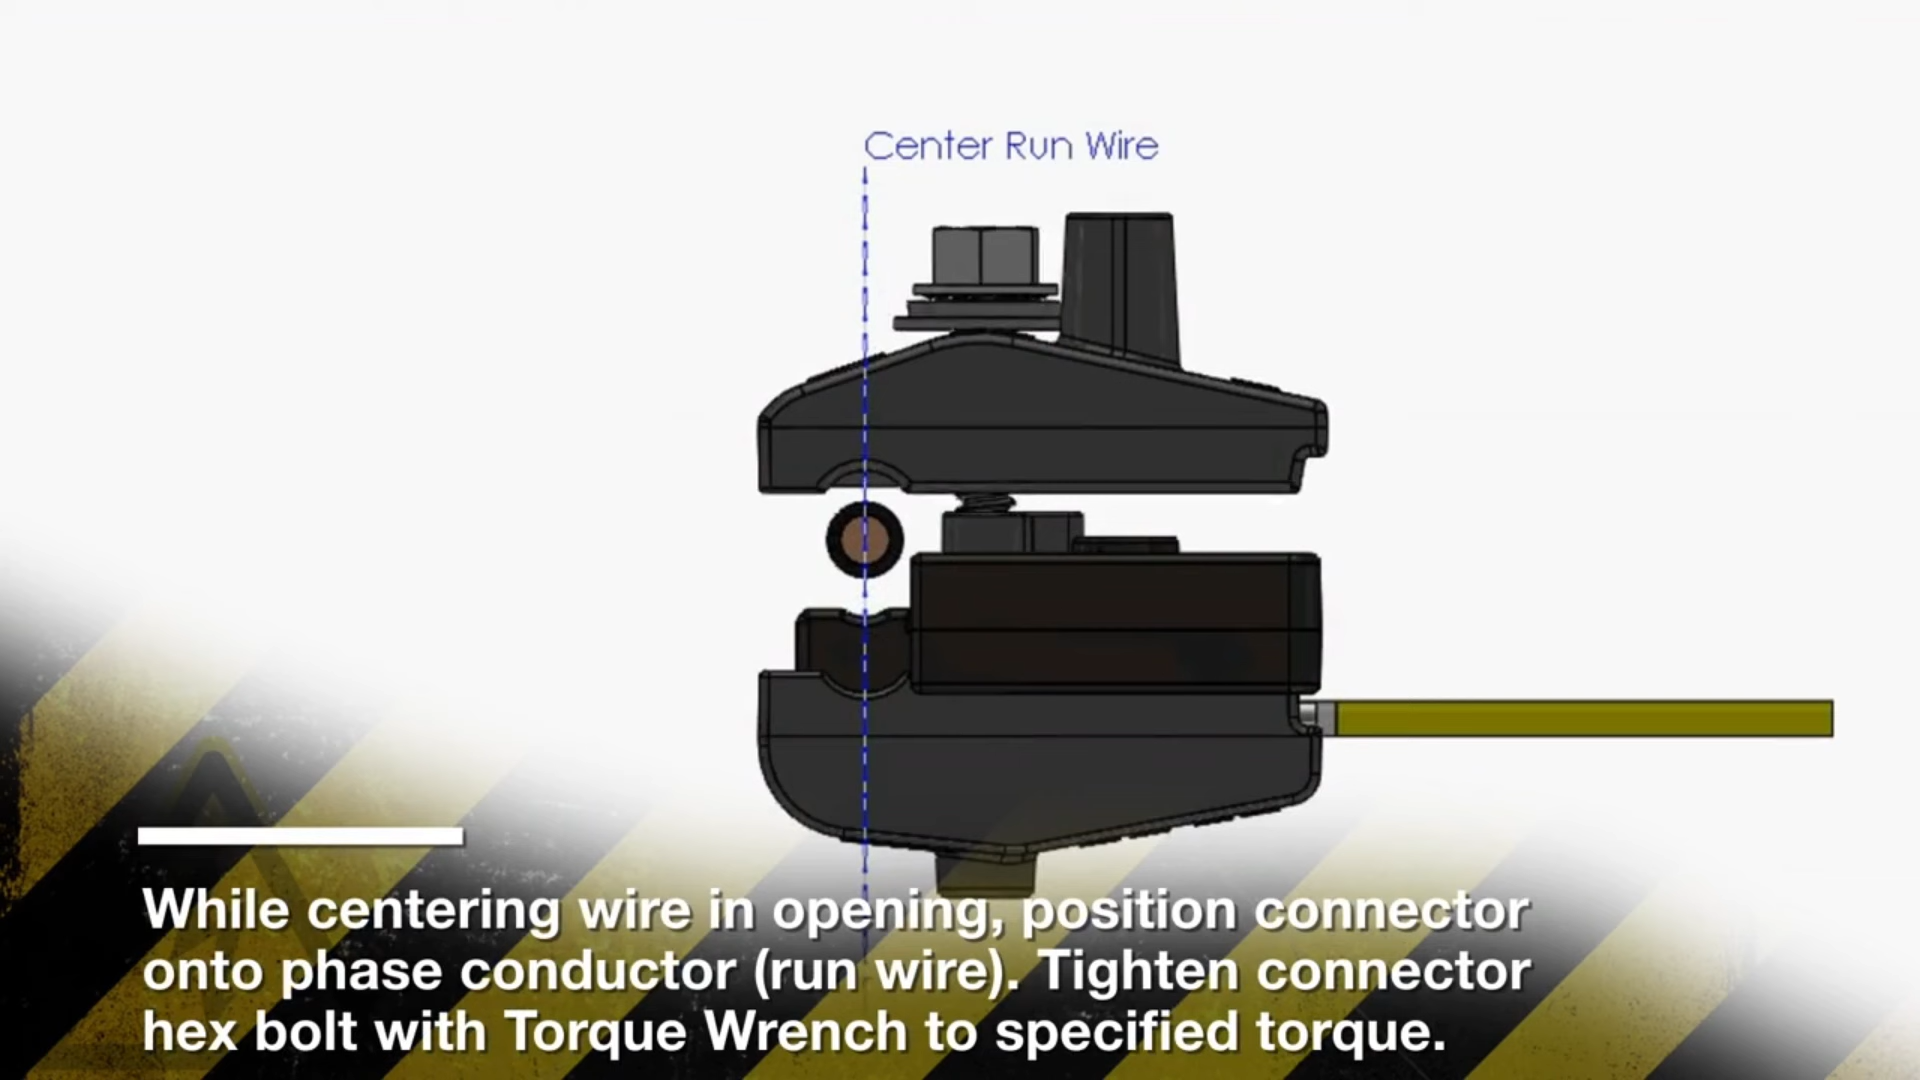 Center Run Wire
While centering wire in opening, position connector
onto phase conductor (run wire). Tighten connector
hex bolt with Torque Wrench to specified torque.